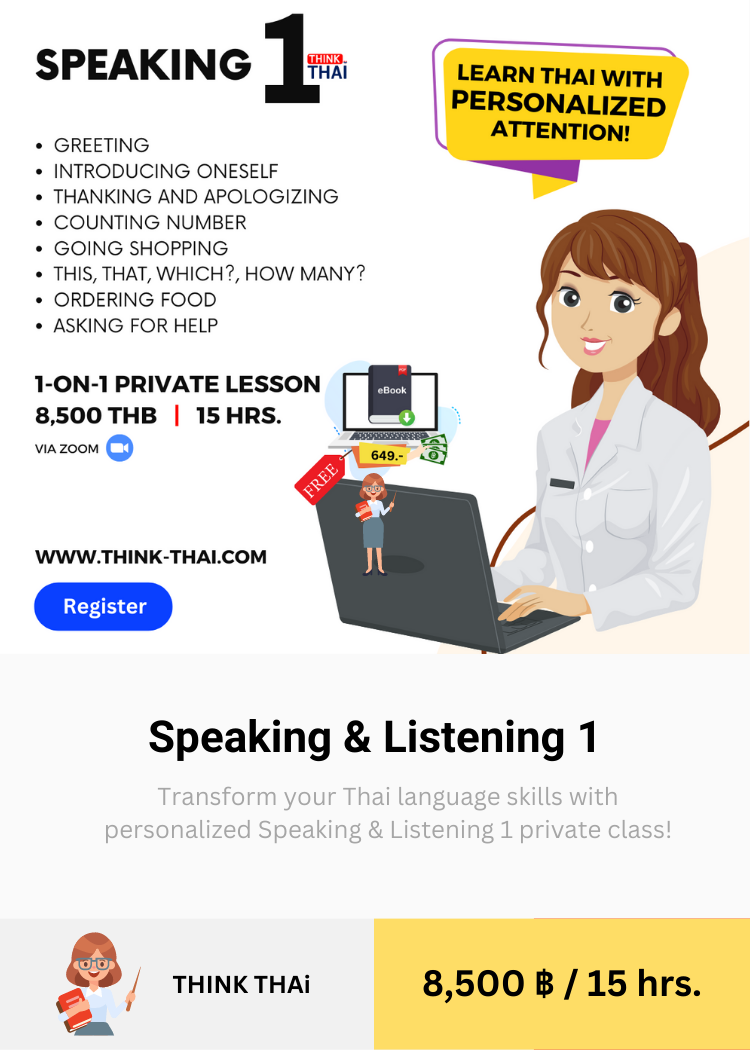 SPEAKING 1
THINK
THAI
LEARN THAI WITH
PERSONALIZED
ATTENTION!
• GREETING
• INTRODUCING ONESELF
• THANKING AND APOLOGIZING
• COUNTING NUMBER
• GOING SHOPPING
• THIS, THAT, WHICH?, HOW MANY?
• ORDERING FOOD
• ASKING FOR HELP
1-ON-1 PRIVATE LESSON
8,500 THB | 15 HRS.
VIA ZOOM
PDF
eBook
649.-
FREE
WWW.THINK-THAI.COM
Register
Speaking & Listening 1
Transform your Thai language skills with
personalized Speaking & Listening 1 private class!
THINK THAi
8,500 ฿ / 15 hrs.